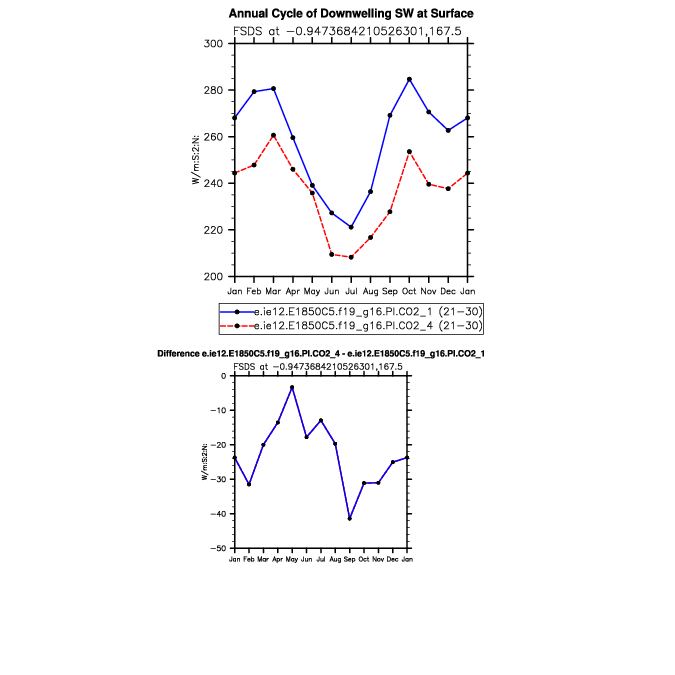 Annual Cycle of Downwelling SW at Surface
FSDS at −0.9473684210526301,167.5
300
280
260
240
220
200
W/m:S:2:N:
Jan Feb Mar Apr May Jun Jul Aug Sep Oct Nov Dec Jan
e.ie12.E1850C5.f19_g16.PI.CO2_1 (21−30)
e.ie12.E1850C5.f19_g16.PI.CO2_4 (21−30)
Difference e.ie12.E1850C5.f19_g16.PI.CO2_4 - e.ie12.E1850C5.f19_g16.PI.CO2_1
FSDS at −0.9473684210526301,167.5
0
−10
−20
−30
−40
−50
W/m:S:2:N:
Jan Feb Mar Apr May Jun Jul Aug Sep Oct Nov Dec Jan